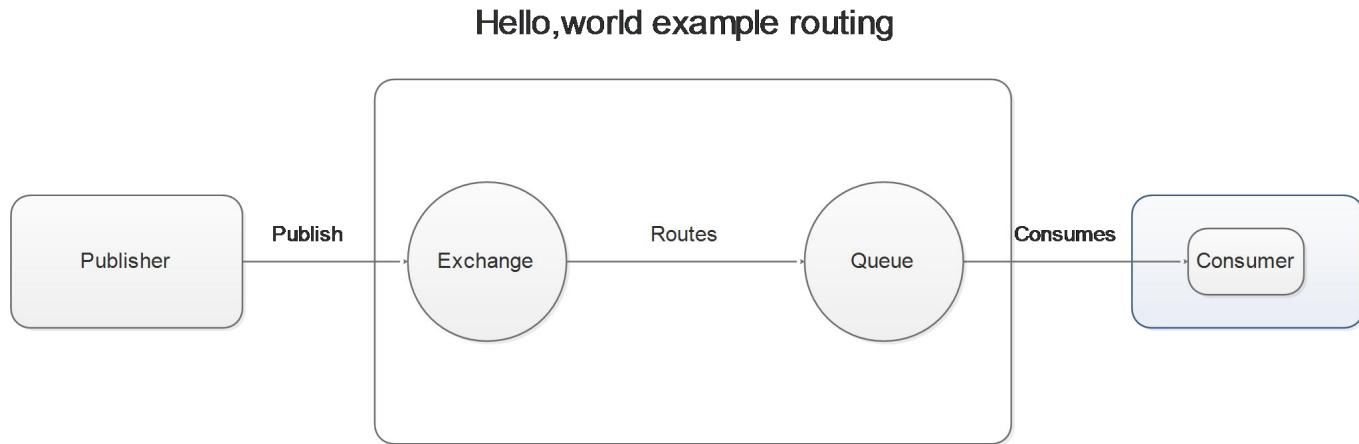 Hello,world example routing
Publish
Routes
Consumes
Publisher
Exchange
Queue
Consumer